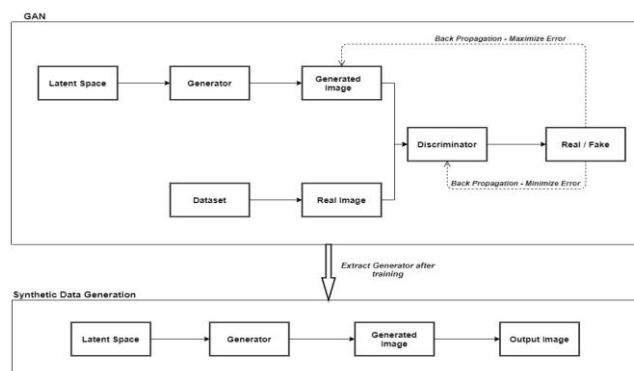 GAN
Back Propagation - Maximize Error
Latent Space
Generator
Generated
Image
Discriminator
Real / Fake
Back Propagation - Minimize Error
Dataset
Real Image
Extract Generator after
training
Synthetic Data Generation
Latent Space
Generator
Generated
Image
Output Image